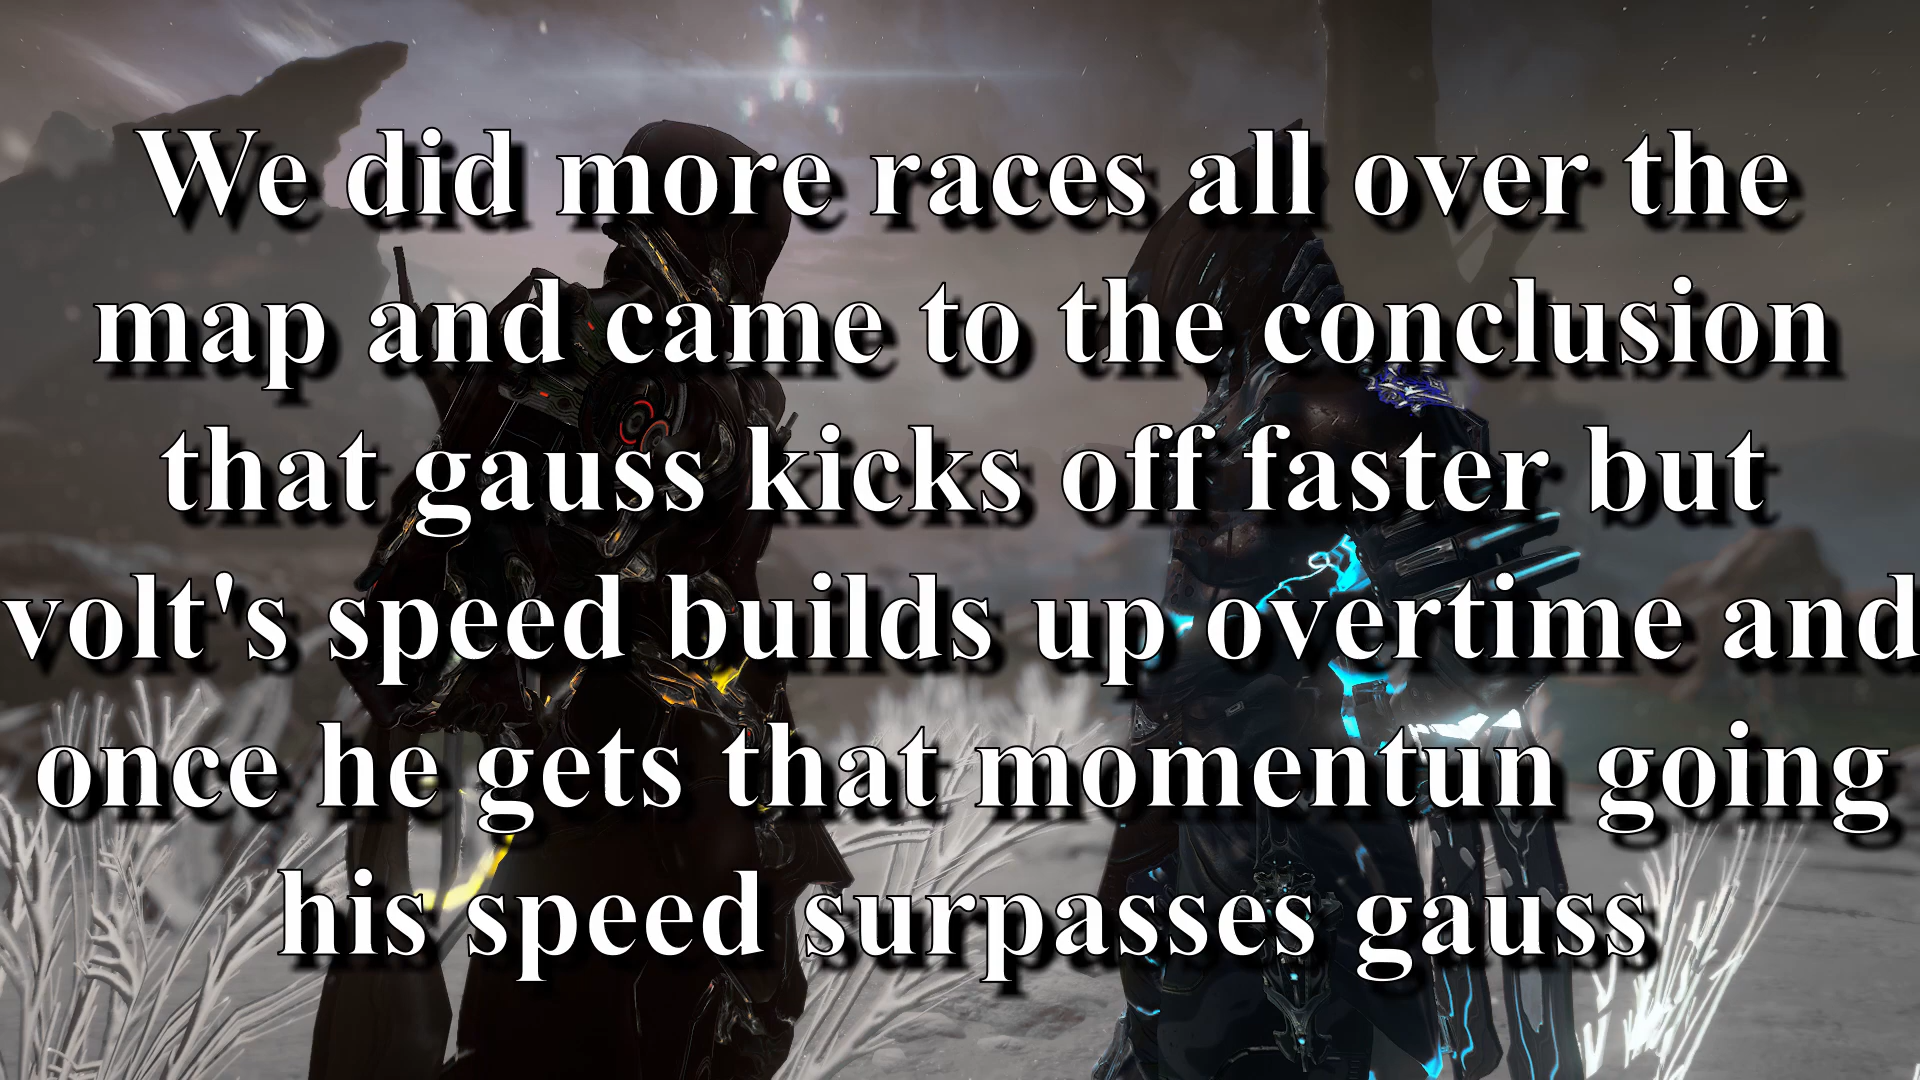 We did more races all over the
map and came to the conclusion
that gauss kicks off faster but
volt's speed builds up overtime and
once he gets that momentun going
his speed surpasses gauss